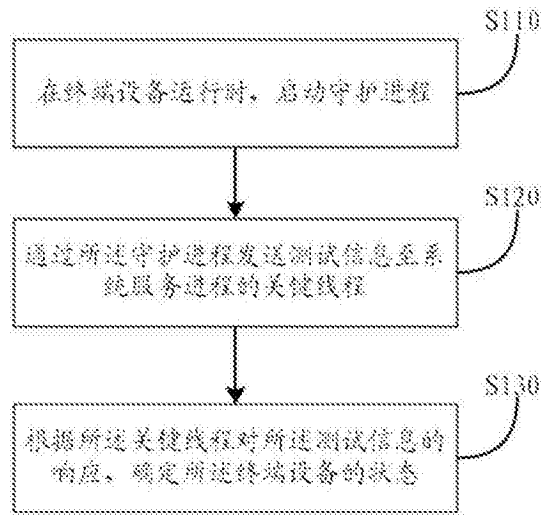 S110
在终端设备运行时，启动守护进程
S120
通过所述守护进程发送测试信息至系
统服务进程的关键线程
S130
根据所述关键线程对所述测试信息的
响应，确定所述终端设备的状态